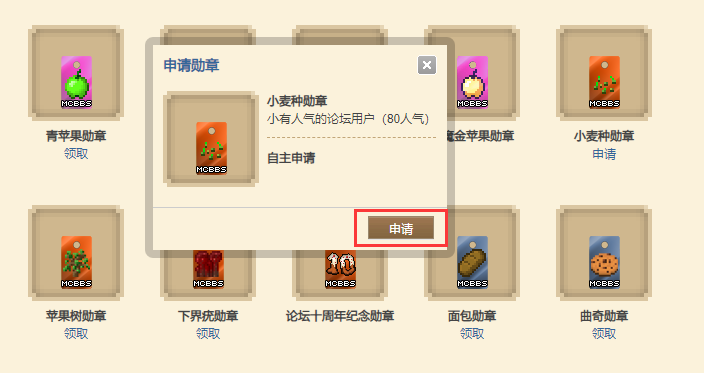 申请勋章
小麦种勋章
小有人气的论坛用户（80人气）
自主申请
申请
MCBBS
MCBBS
MCBBS
MCBBS
青苹果勋章
魔金苹果勋章
小麦种勋章
领取
申请
MCBBS
MCBBS
MCBBS
MCBBS
MCBBS
苹果树勋章
下界疣勋章
论坛十周年纪念勋章
面包勋章
曲奇勋章
领取
领取
领取
领取